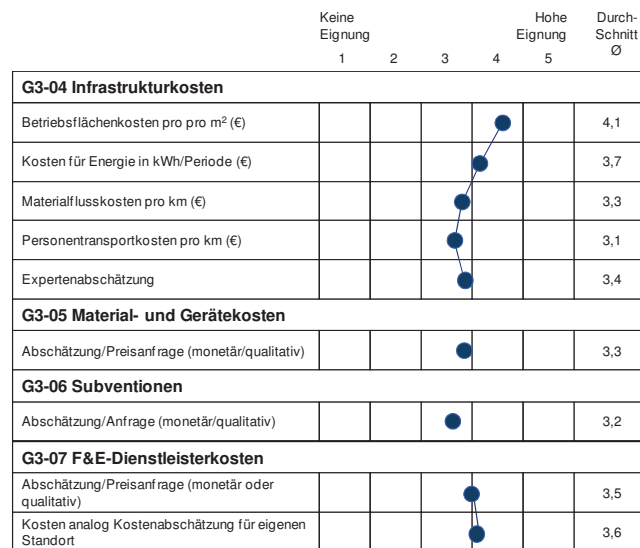 Keine Eignung
Hohe Eignung
Durch-
Schnitt
Ø
1 2 3 4 5
G3-04 Infrastrukturkosten
Betriebsflächenkosten pro pro m² (€) 4,1
Kosten für Energie in kWh/Periode (€) 3,7
Materialflusskosten pro km (€) 3,3
Personentransportkosten pro km (€) 3,1
Expertenabschätzung 3,4
G3-05 Material- und Gerätekosten
Abschätzung/Preisanfrage (monetär/qualitativ) 3,3
G3-06 Subventionen
Abschätzung/Anfrage (monetär/qualitativ) 3,2
G3-07 F&E-Dienstleisterkosten
Abschätzung/Preisanfrage (monetär oder
qualitativ) 3,5
Kosten analog Kostenabschätzung für eigenen
Standort 3,6